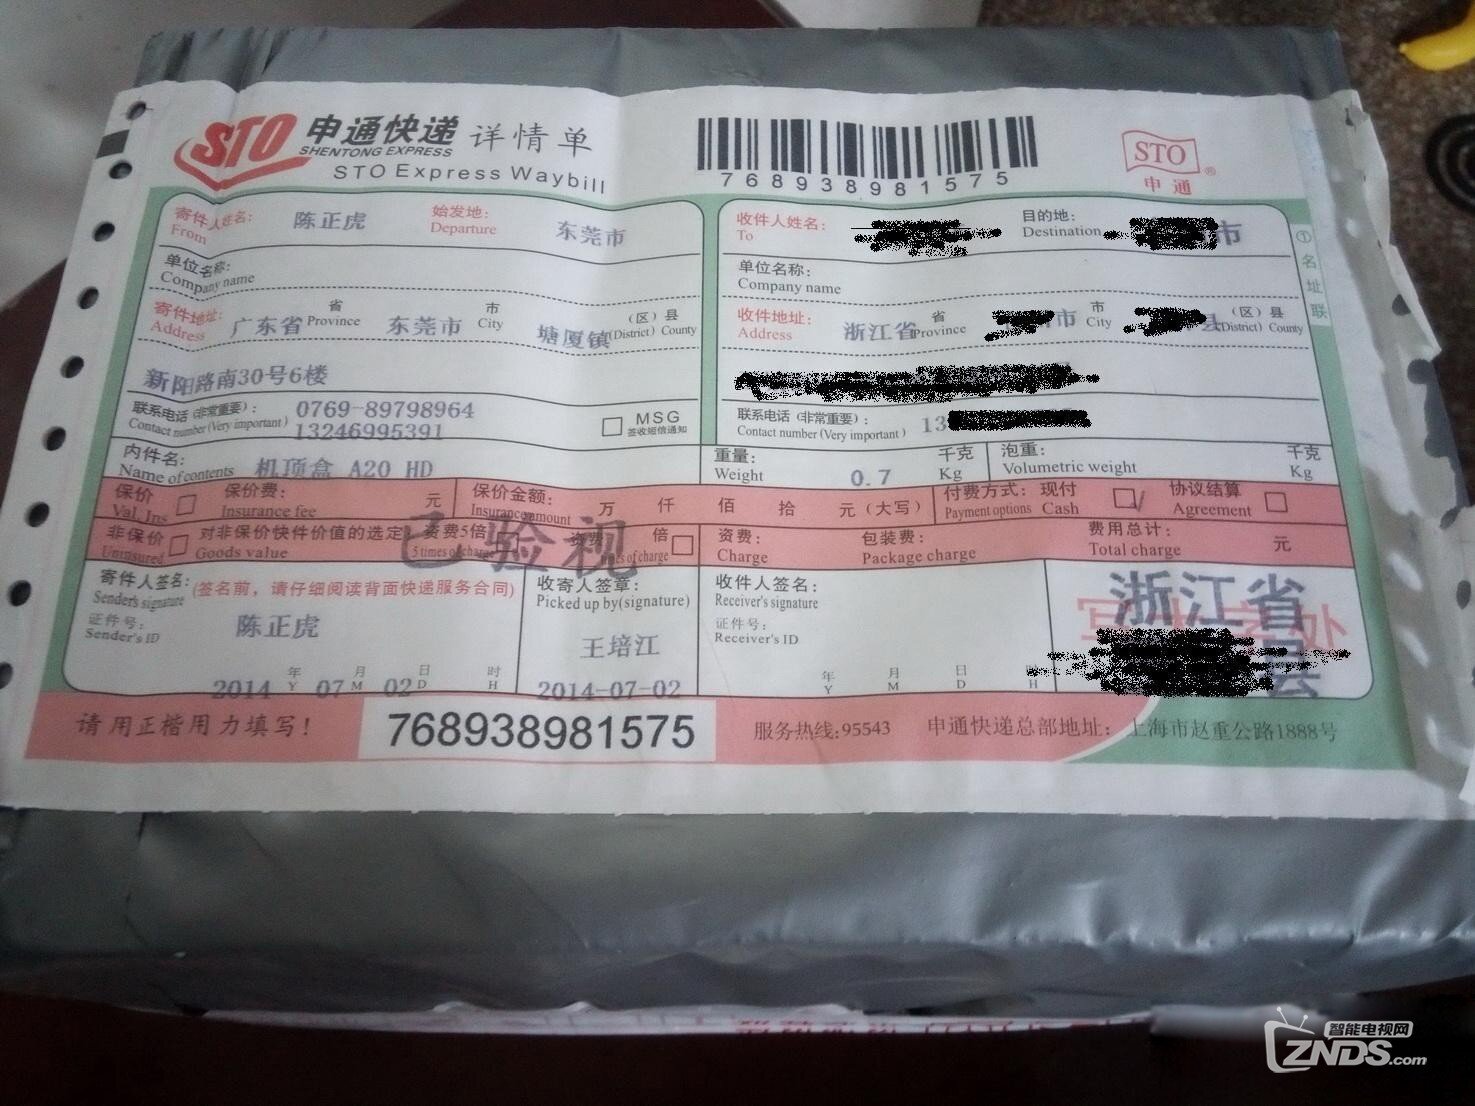 STO 申通快递 详情单
SHENTONG EXPRESS
STO Express Waybill
768938981575
STO ®
申通
寄件人姓名: 陈正虎 始发地: 东莞市
From Departure
单位名称:
Company name
寄件地址: 广东省 省 东莞市 市 塘厦镇 (区) 县
Address Province City (District) County
新阳路南30号6楼
联系电话 (非常重要): 0769-89798964
Contact number (Very important) 13246995391
MSG
签收短信通知
内件名: 机顶盒 A20 HD
Name of contents
收件人姓名: 目的地: 市
To Destination
单位名称:
Company name
收件地址: 浙江省 省 市 市 县 (区) 县
Address Province City (District) County
联系电话 (非常重要): 13
Contact number (Very important)
重量: 0.7 千克 泡重: 千克
Weight Kg Volumetric weight Kg
①名址联
保价 保价费: 元 保价金额: 万 仟 佰 拾 元 (大写) 付费方式: 现付 协议结算
Val. Ins Insurance fee Insurance amount Payment options Cash Agreement
非保价 对非保价快件价值的选定 资费5倍 资费 倍 资费: 包装费: 费用总计: 元
Uninsured Goods value 5 times of charge times of charge Charge Package charge Total charge
已验视
寄件人签名: (签名前，请仔细阅读背面快递服务合同)
Sender's signature
陈正虎
证件号:
Sender's ID
年 月 日 时
2014 Y 07 M 02 D H
收寄人签章:
Picked up by(signature)
王培江
2014-07-02
收件人签名:
Receiver's signature
证件号:
Receiver's ID
年 月 日 时
Y M D H
浙江省
县
请用正楷用力填写! 768938981575 服务热线:95543 申通快递总部地址: 上海市赵重公路1888号
智能电视网
ZNDS.com